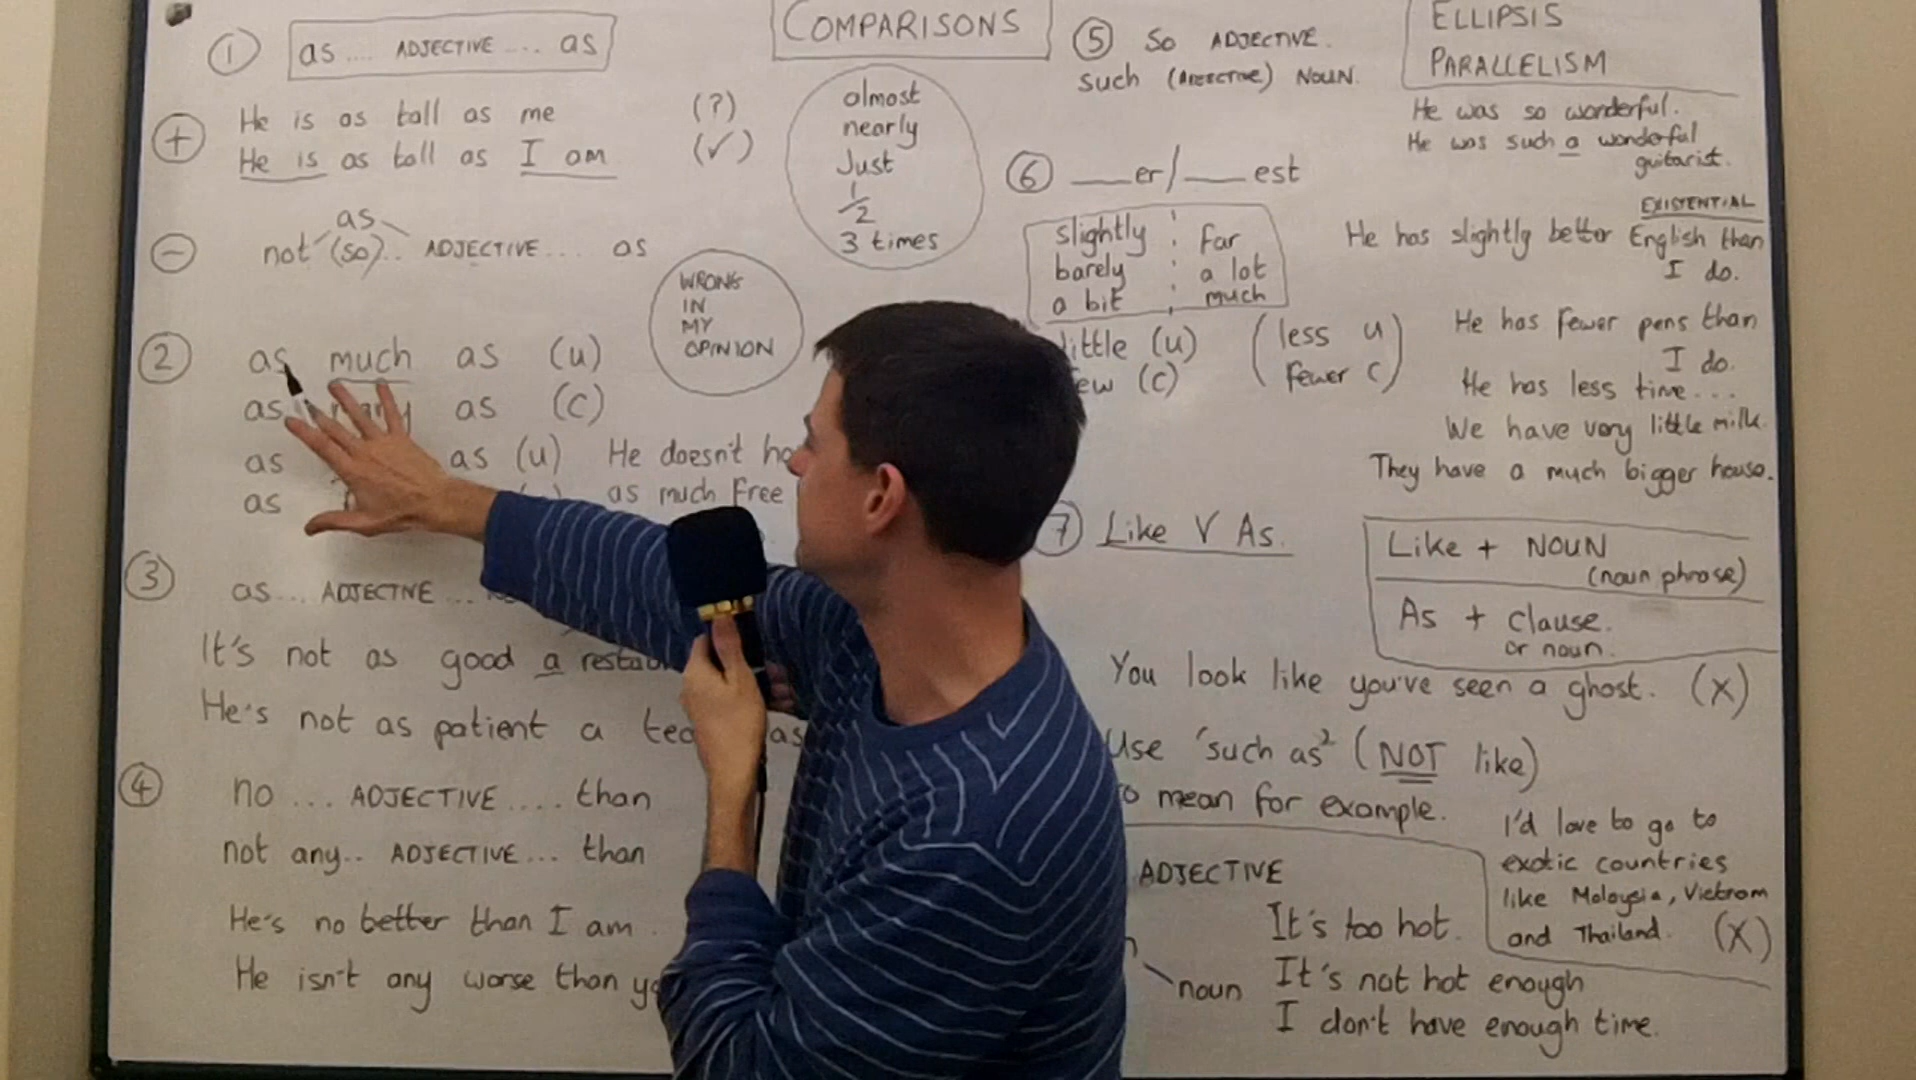 COMPARISONS
① as .... ADJECTIVE .... as
+ He is as tall as me (?)
He is as tall as I am (✓)
as
- not (so).. ADJECTIVE .... as
almost
nearly
Just
1/2
3 times
WRONG
IN
MY
OPINION
② as much as (u)
as many as (c)
as as (u) He doesn't
as as much free
③ as ... ADJECTIVE ...
It's not as good a
He's not as patient a as
④ no ... ADJECTIVE .... than
not any.. ADJECTIVE ... than
He's no better than I am.
He isn't any worse than
⑤ So ADJECTIVE.
such (ADJECTIVE) NOUN.
ELLIPSIS
PARALLELISM
He was so wonderful.
He was such a wonderful
guitarist.
⑥ ___er/___est
slightly far
barely a lot
a bit much
little (u) (less u
few (c) fewer c)
EXISTENTIAL
He has slightly better English than
I do.
He has fewer pens than
I do.
He has less time...
We have very little milk.
They have a much bigger house.
⑦ Like V As.
Like + NOUN
(noun phrase)
As + clause.
or noun.
You look like you've seen a ghost. (X)
Use 'such as' (NOT like)
to mean for example.
I'd love to go to
exotic countries
like Malaysia, Vietnam
and Thailand. (X)
ADJECTIVE
noun
It's too hot.
It's not hot enough
I don't have enough time.